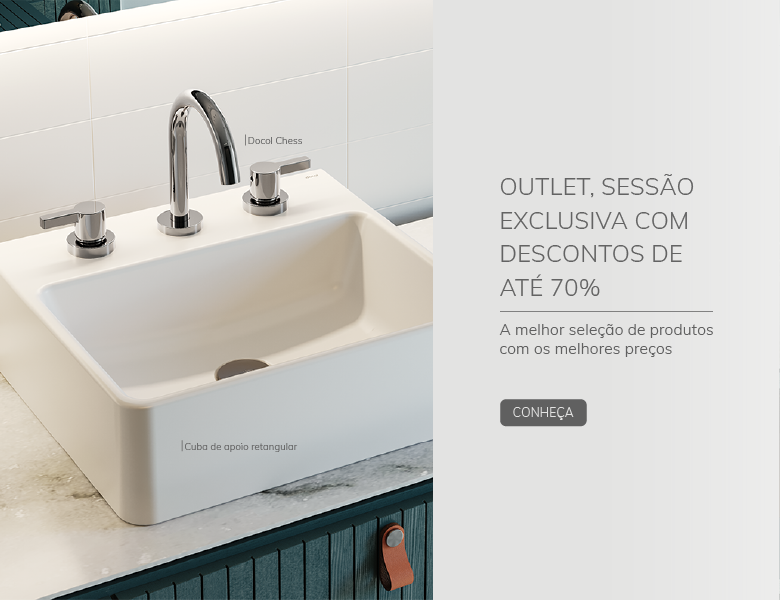 Docol Chess
OUTLET, SESSÃO
EXCLUSIVA COM
DESCONTOS DE
ATÉ 70%
A melhor seleção de produtos
com os melhores preços
CONHEÇA
Cuba de apoio retangular